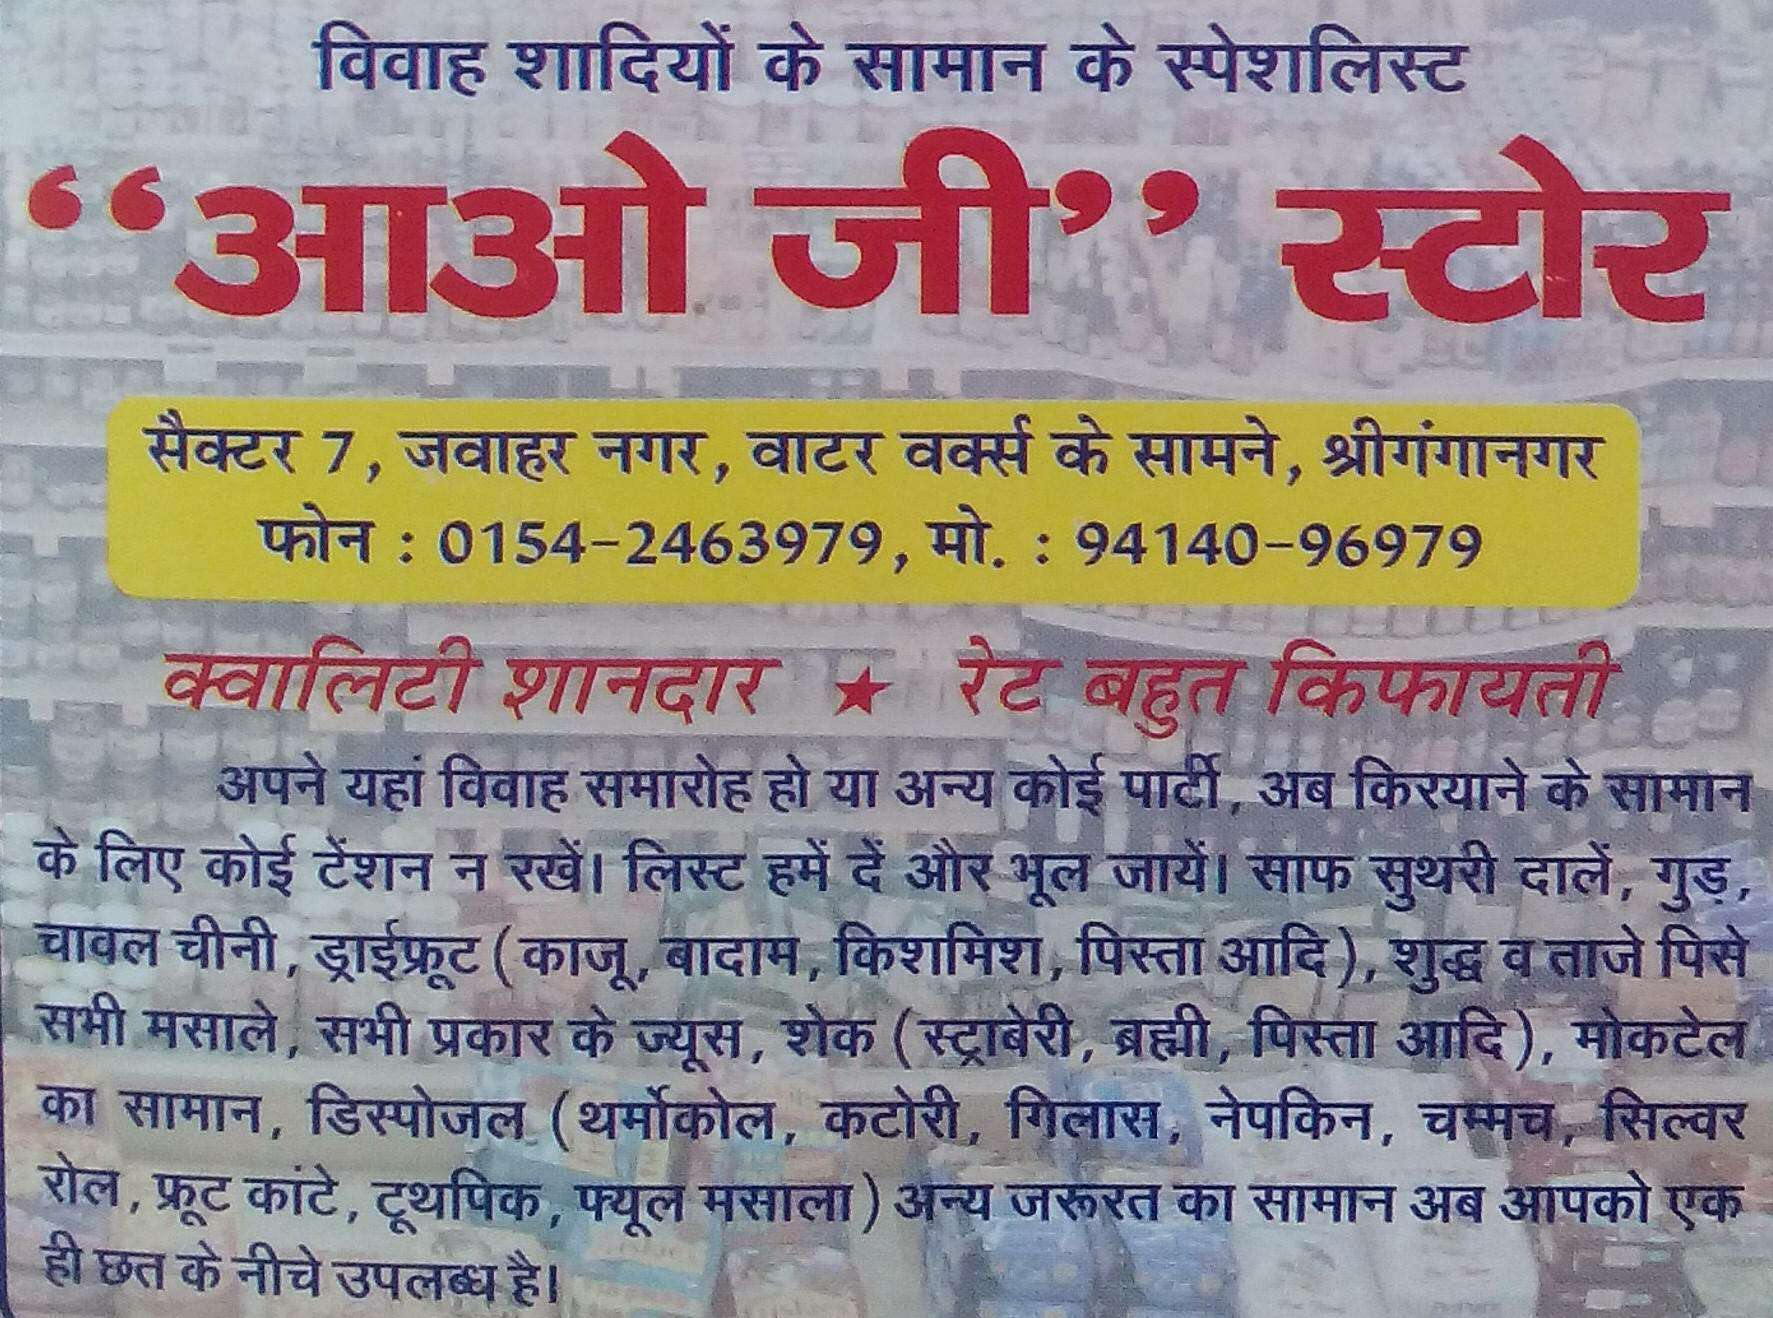 विवाह शादियों के सामान के स्पेशलिस्ट
“आओ जी” स्टोर
सैक्टर 7, जवाहर नगर, वाटर वर्क्स के सामने, श्रीगंगानगर
फोन : 0154-2463979, मो. : 94140-96979
क्वालिटी शानदार ★ रेट बहुत किफायती
अपने यहां विवाह समारोह हो या अन्य कोई पार्टी, अब किरयाने के सामान
के लिए कोई टेंशन न रखें। लिस्ट हमें दें और भूल जायें। साफ सुथरी दालें, गुड़,
चावल चीनी, ड्राईफ्रूट (काजू, बादाम, किशमिश, पिस्ता आदि), शुद्ध व ताजे पिसे
सभी मसाले, सभी प्रकार के ज्यूस, शेक (स्ट्राबेरी, ब्रह्मी, पिस्ता आदि), मोकटेल
का सामान, डिस्पोजल (थर्मोकोल, कटोरी, गिलास, नेपकिन, चम्मच, सिल्वर
रोल, फ्रूट कांटे, टूथपिक, फ्यूल मसाला) अन्य जरूरत का सामान अब आपको एक
ही छत के नीचे उपलब्ध है।